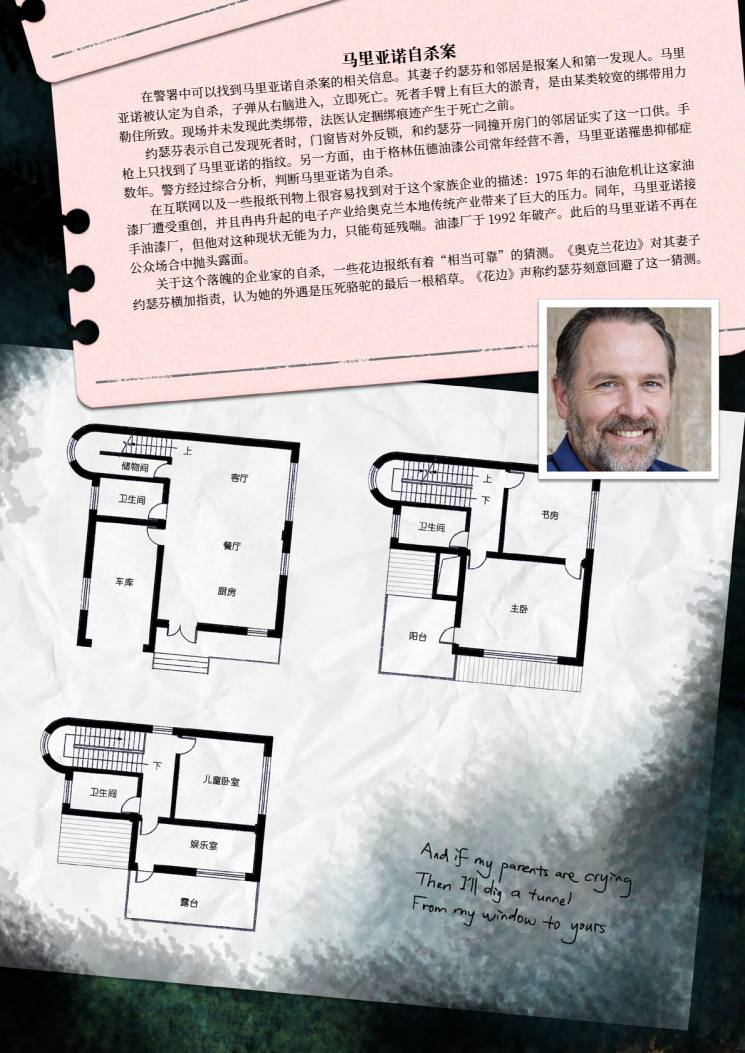 马里亚诺自杀案
在警署中可以找到马里亚诺自杀案的相关信息。其妻子约瑟芬和邻居是报案人和第一发现人。马里
亚诺被认定为自杀，子弹从右脑进入，立即死亡。死者手臂上有巨大的淤青，是由某类较宽的绑带用力
勒住所致。现场并未发现此类绑带，法医认定捆绑痕迹产生于死亡之前。
约瑟芬表示自己发现死者时，门窗皆对外反锁，和约瑟芬一同撞开房门的邻居证实了这一口供。手
枪上只找到了马里亚诺的指纹。另一方面，由于格林伍德油漆公司常年经营不善，马里亚诺罹患抑郁症
数年。警方经过综合分析，判断马里亚诺为自杀。
在互联网以及一些报纸刊物上很容易找到对于这个家族企业的描述：1975 年的石油危机让这家油
漆厂遭受重创，并且冉冉升起的电子产业给奥克兰本地传统产业带来了巨大的压力。同年，马里亚诺接
手油漆厂，但他对这种现状无能为力，只能苟延残喘。油漆厂于 1992 年破产。此后的马里亚诺不再在
公众场合中抛头露面。
关于这个落魄的企业家的自杀，一些花边报纸有着“相当可靠”的猜测。《奥克兰花边》对其妻子
约瑟芬横加指责，认为她的外遇是压死骆驼的最后一根稻草。《花边》声称约瑟芬刻意回避了这一猜测。
上
储物间
客厅
卫生间
餐厅
车库
厨房
上
下
书房
卫生间
主卧
阳台
下
儿童卧室
卫生间
娱乐室
露台
And if my parents are crying
Then I'll dig a tunnel
From my window to yours